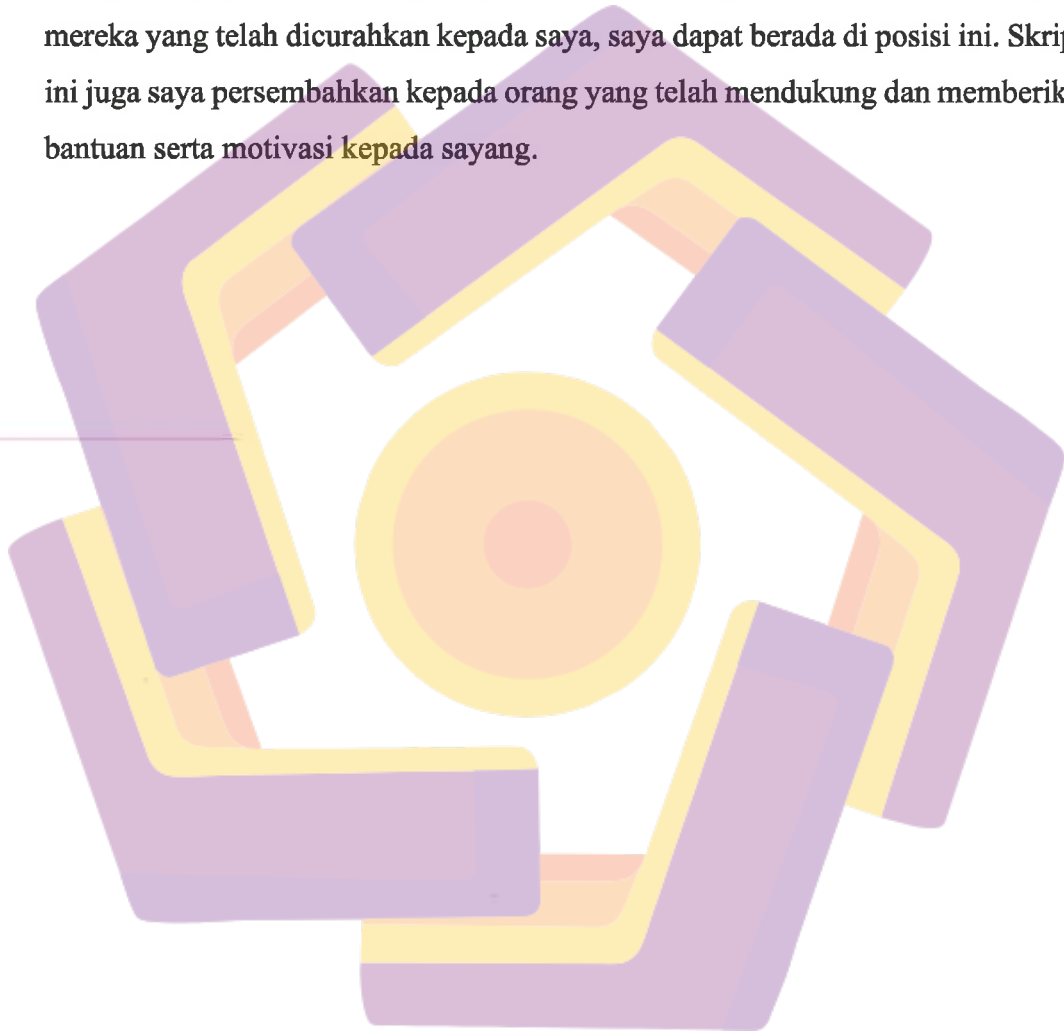 mereka yang telah dicurahkan kepada saya, saya dapat berada di posisi ini. Skrip
ini juga saya persembahkan kepada orang yang telah mendukung dan memberik
bantuan serta motivasi kepada sayang.